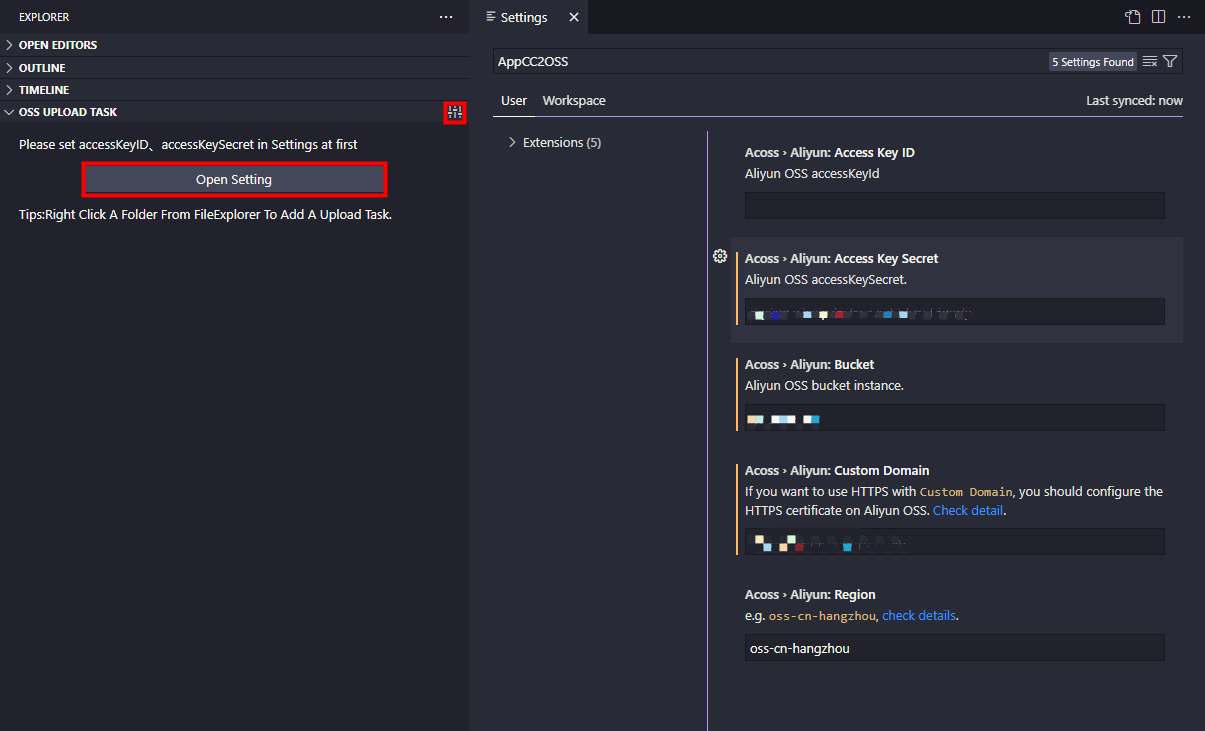 EXPLORER
OPEN EDITORS
OUTLINE
TIMELINE
OSS UPLOAD TASK
Please set accessKeyID、accessKeySecret in Settings at first
Open Setting
Tips:Right Click A Folder From FileExplorer To Add A Upload Task.
Settings
AppCC2OSS
5 Settings Found
User Workspace
Last synced: now
Extensions (5)
Acoss › Aliyun: Access Key ID
Aliyun OSS accessKeyId
Acoss › Aliyun: Access Key Secret
Aliyun OSS accessKeySecret.
Acoss › Aliyun: Bucket
Aliyun OSS bucket instance.
Acoss › Aliyun: Custom Domain
If you want to use HTTPS with Custom Domain, you should configure the
HTTPS certificate on Aliyun OSS. Check detail.
Acoss › Aliyun: Region
e.g. oss-cn-hangzhou, check details.
oss-cn-hangzhou